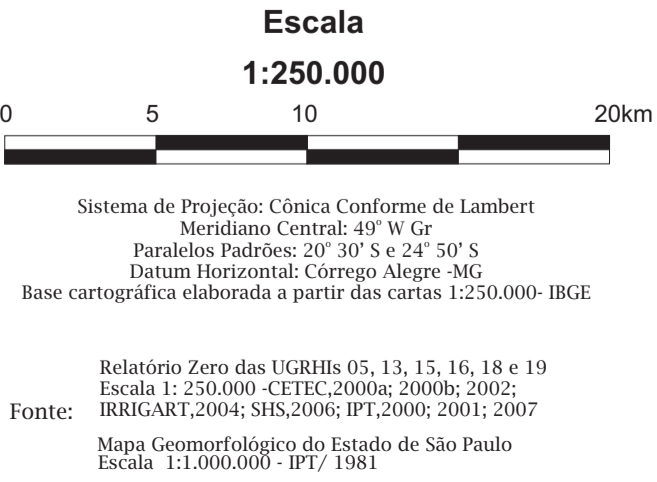 Escala
1:250.000
0 5 10 20km
Sistema de Projeção: Cônica Conforme de Lambert
Meridiano Central: 49° W Gr
Paralelos Padrões: 20° 30' S e 24° 50' S
Datum Horizontal: Córrego Alegre -MG
Base cartográfica elaborada a partir das cartas 1:250.000- IBGE
Relatório Zero das UGRHIs 05, 13, 15, 16, 18 e 19
Escala 1: 250.000 -CETEC,2000a; 2000b; 2002;
Fonte: IRRIGART,2004; SHS,2006; IPT,2000; 2001; 2007
Mapa Geomorfológico do Estado de São Paulo
Escala 1:1.000.000 - IPT/ 1981